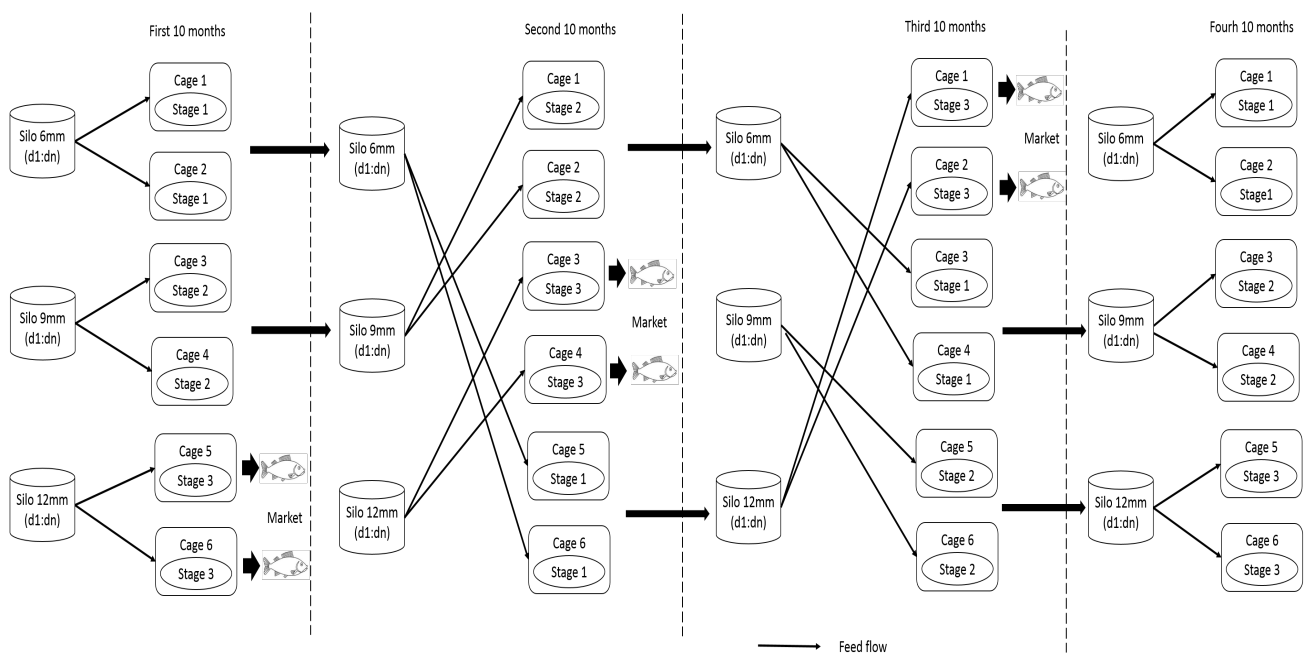 First 10 months
Cage 1
Stage 1
Silo 6mm
(d1:dn)
Cage 2
Stage 1
Cage 3
Stage 2
Silo 9mm
(d1:dn)
Cage 4
Stage 2
Cage 5
Stage 3
Silo 12mm
(d1:dn)
Market
Cage 6
Stage 3
Second 10 months
Cage 1
Stage 2
Silo 6mm
(d1:dn)
Cage 2
Stage 2
Cage 3
Stage 3
Silo 9mm
(d1:dn)
Market
Cage 4
Stage 3
Cage 5
Stage 1
Silo 12mm
(d1:dn)
Cage 6
Stage 1
Third 10 months
Cage 1
Stage 3
Silo 6mm
(d1:dn)
Market
Cage 2
Stage 3
Cage 3
Stage 1
Silo 9mm
(d1:dn)
Cage 4
Stage 1
Cage 5
Stage 2
Silo 12mm
(d1:dn)
Cage 6
Stage 2
Fourh 10 months
Cage 1
Stage 1
Silo 6mm
(d1:dn)
Cage 2
Stage1
Cage 3
Stage 2
Silo 9mm
(d1:dn)
Cage 4
Stage 2
Cage 5
Stage 3
Silo 12mm
(d1:dn)
Cage 6
Stage 3
Feed flow